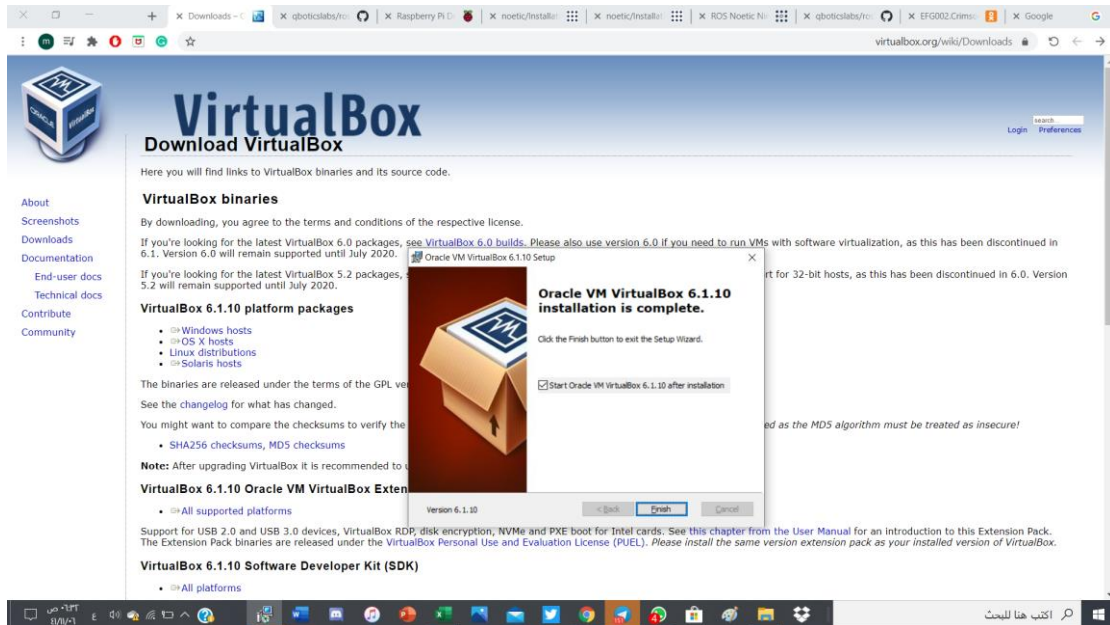 Downloads –
qboticslabs/ro
Raspberry Pi D
noetic/Installat
noetic/Installat
ROS Noetic Ni
qboticslabs/ro
EFG002.Crimso
Google
virtualbox.org/wiki/Downloads
VirtualBox
search...
Login Preferences
Download VirtualBox
Here you will find links to VirtualBox binaries and its source code.
About
Screenshots
Downloads
Documentation
End-user docs
Technical docs
Contribute
Community
VirtualBox binaries
By downloading, you agree to the terms and conditions of the respective license.
If you're looking for the latest VirtualBox 6.0 packages, see VirtualBox 6.0 builds. Please also use version 6.0 if you need to run VMs with software virtualization, as this has been discontinued in
6.1. Version 6.0 will remain supported until July 2020.
If you're looking for the latest VirtualBox 5.2 packages, rt for 32-bit hosts, as this has been discontinued in 6.0. Version
5.2 will remain supported until July 2020.
VirtualBox 6.1.10 platform packages
Windows hosts
OS X hosts
Linux distributions
Solaris hosts
The binaries are released under the terms of the GPL ver
See the changelog for what has changed.
You might want to compare the checksums to verify the ed as the MD5 algorithm must be treated as insecure!
SHA256 checksums, MD5 checksums
Note: After upgrading VirtualBox it is recommended to u
VirtualBox 6.1.10 Oracle VM VirtualBox Exten
All supported platforms
Support for USB 2.0 and USB 3.0 devices, VirtualBox RDP, disk encryption, NVMe and PXE boot for Intel cards. See this chapter from the User Manual for an introduction to this Extension Pack.
The Extension Pack binaries are released under the VirtualBox Personal Use and Evaluation License (PUEL). Please install the same version extension pack as your installed version of VirtualBox.
VirtualBox 6.1.10 Software Developer Kit (SDK)
All platforms
Oracle VM VirtualBox 6.1.10 Setup
Oracle VM VirtualBox 6.1.10
installation is complete.
Click the Finish button to exit the Setup Wizard.
Start Oracle VM VirtualBox 6.1.10 after installation
Version 6.1.10
< Back
Finish
Cancel
اكتب هنا للبحث
ع